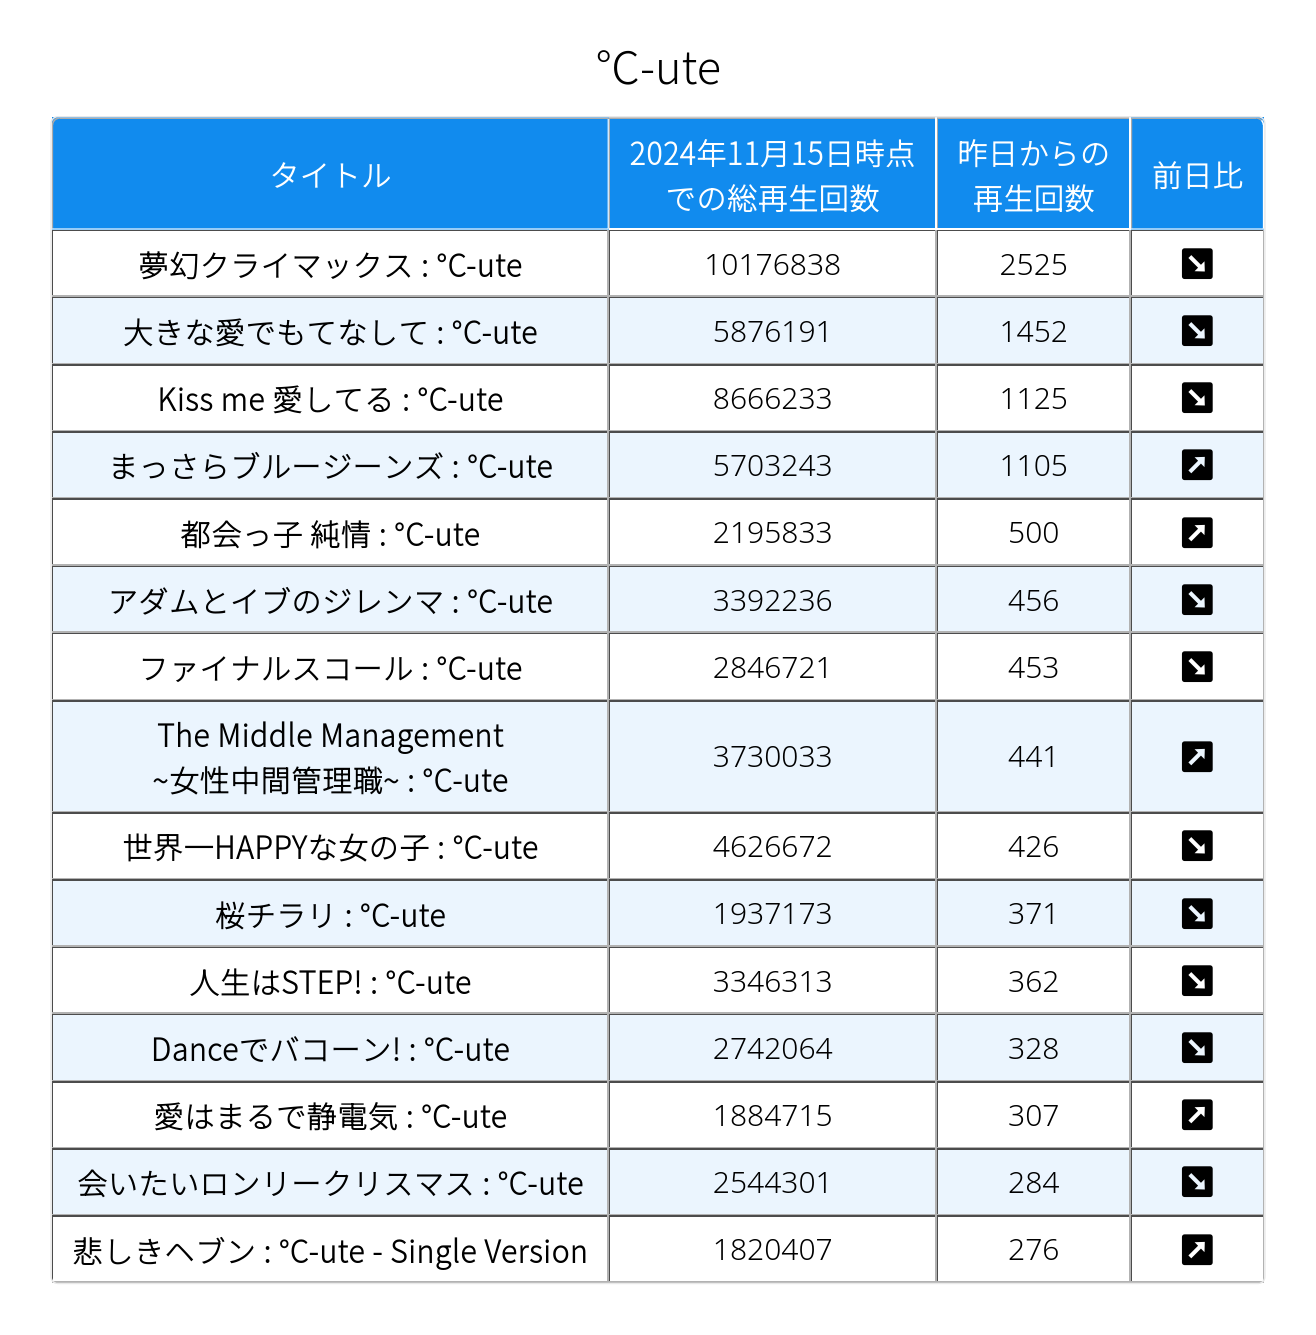 ℃-ute
タイトル
2024年11月15日時点
での総再生回数
昨日からの
再生回数
前日比
夢幻クライマックス : ℃-ute 10176838 2525 ↘
大きな愛でもてなして : ℃-ute 5876191 1452 ↘
Kiss me 愛してる : ℃-ute 8666233 1125 ↘
まっさらブルージーンズ : ℃-ute 5703243 1105 ↗
都会っ子 純情 : ℃-ute 2195833 500 ↗
アダムとイブのジレンマ : ℃-ute 3392236 456 ↘
ファイナルスコール : ℃-ute 2846721 453 ↘
The Middle Management
~女性中間管理職~ : ℃-ute 3730033 441 ↗
世界一HAPPYな女の子 : ℃-ute 4626672 426 ↘
桜チラリ : ℃-ute 1937173 371 ↘
人生はSTEP! : ℃-ute 3346313 362 ↘
Danceでバコーン! : ℃-ute 2742064 328 ↘
愛はまるで静電気 : ℃-ute 1884715 307 ↗
会いたいロンリークリスマス : ℃-ute 2544301 284 ↘
悲しきヘブン : ℃-ute - Single Version 1820407 276 ↗